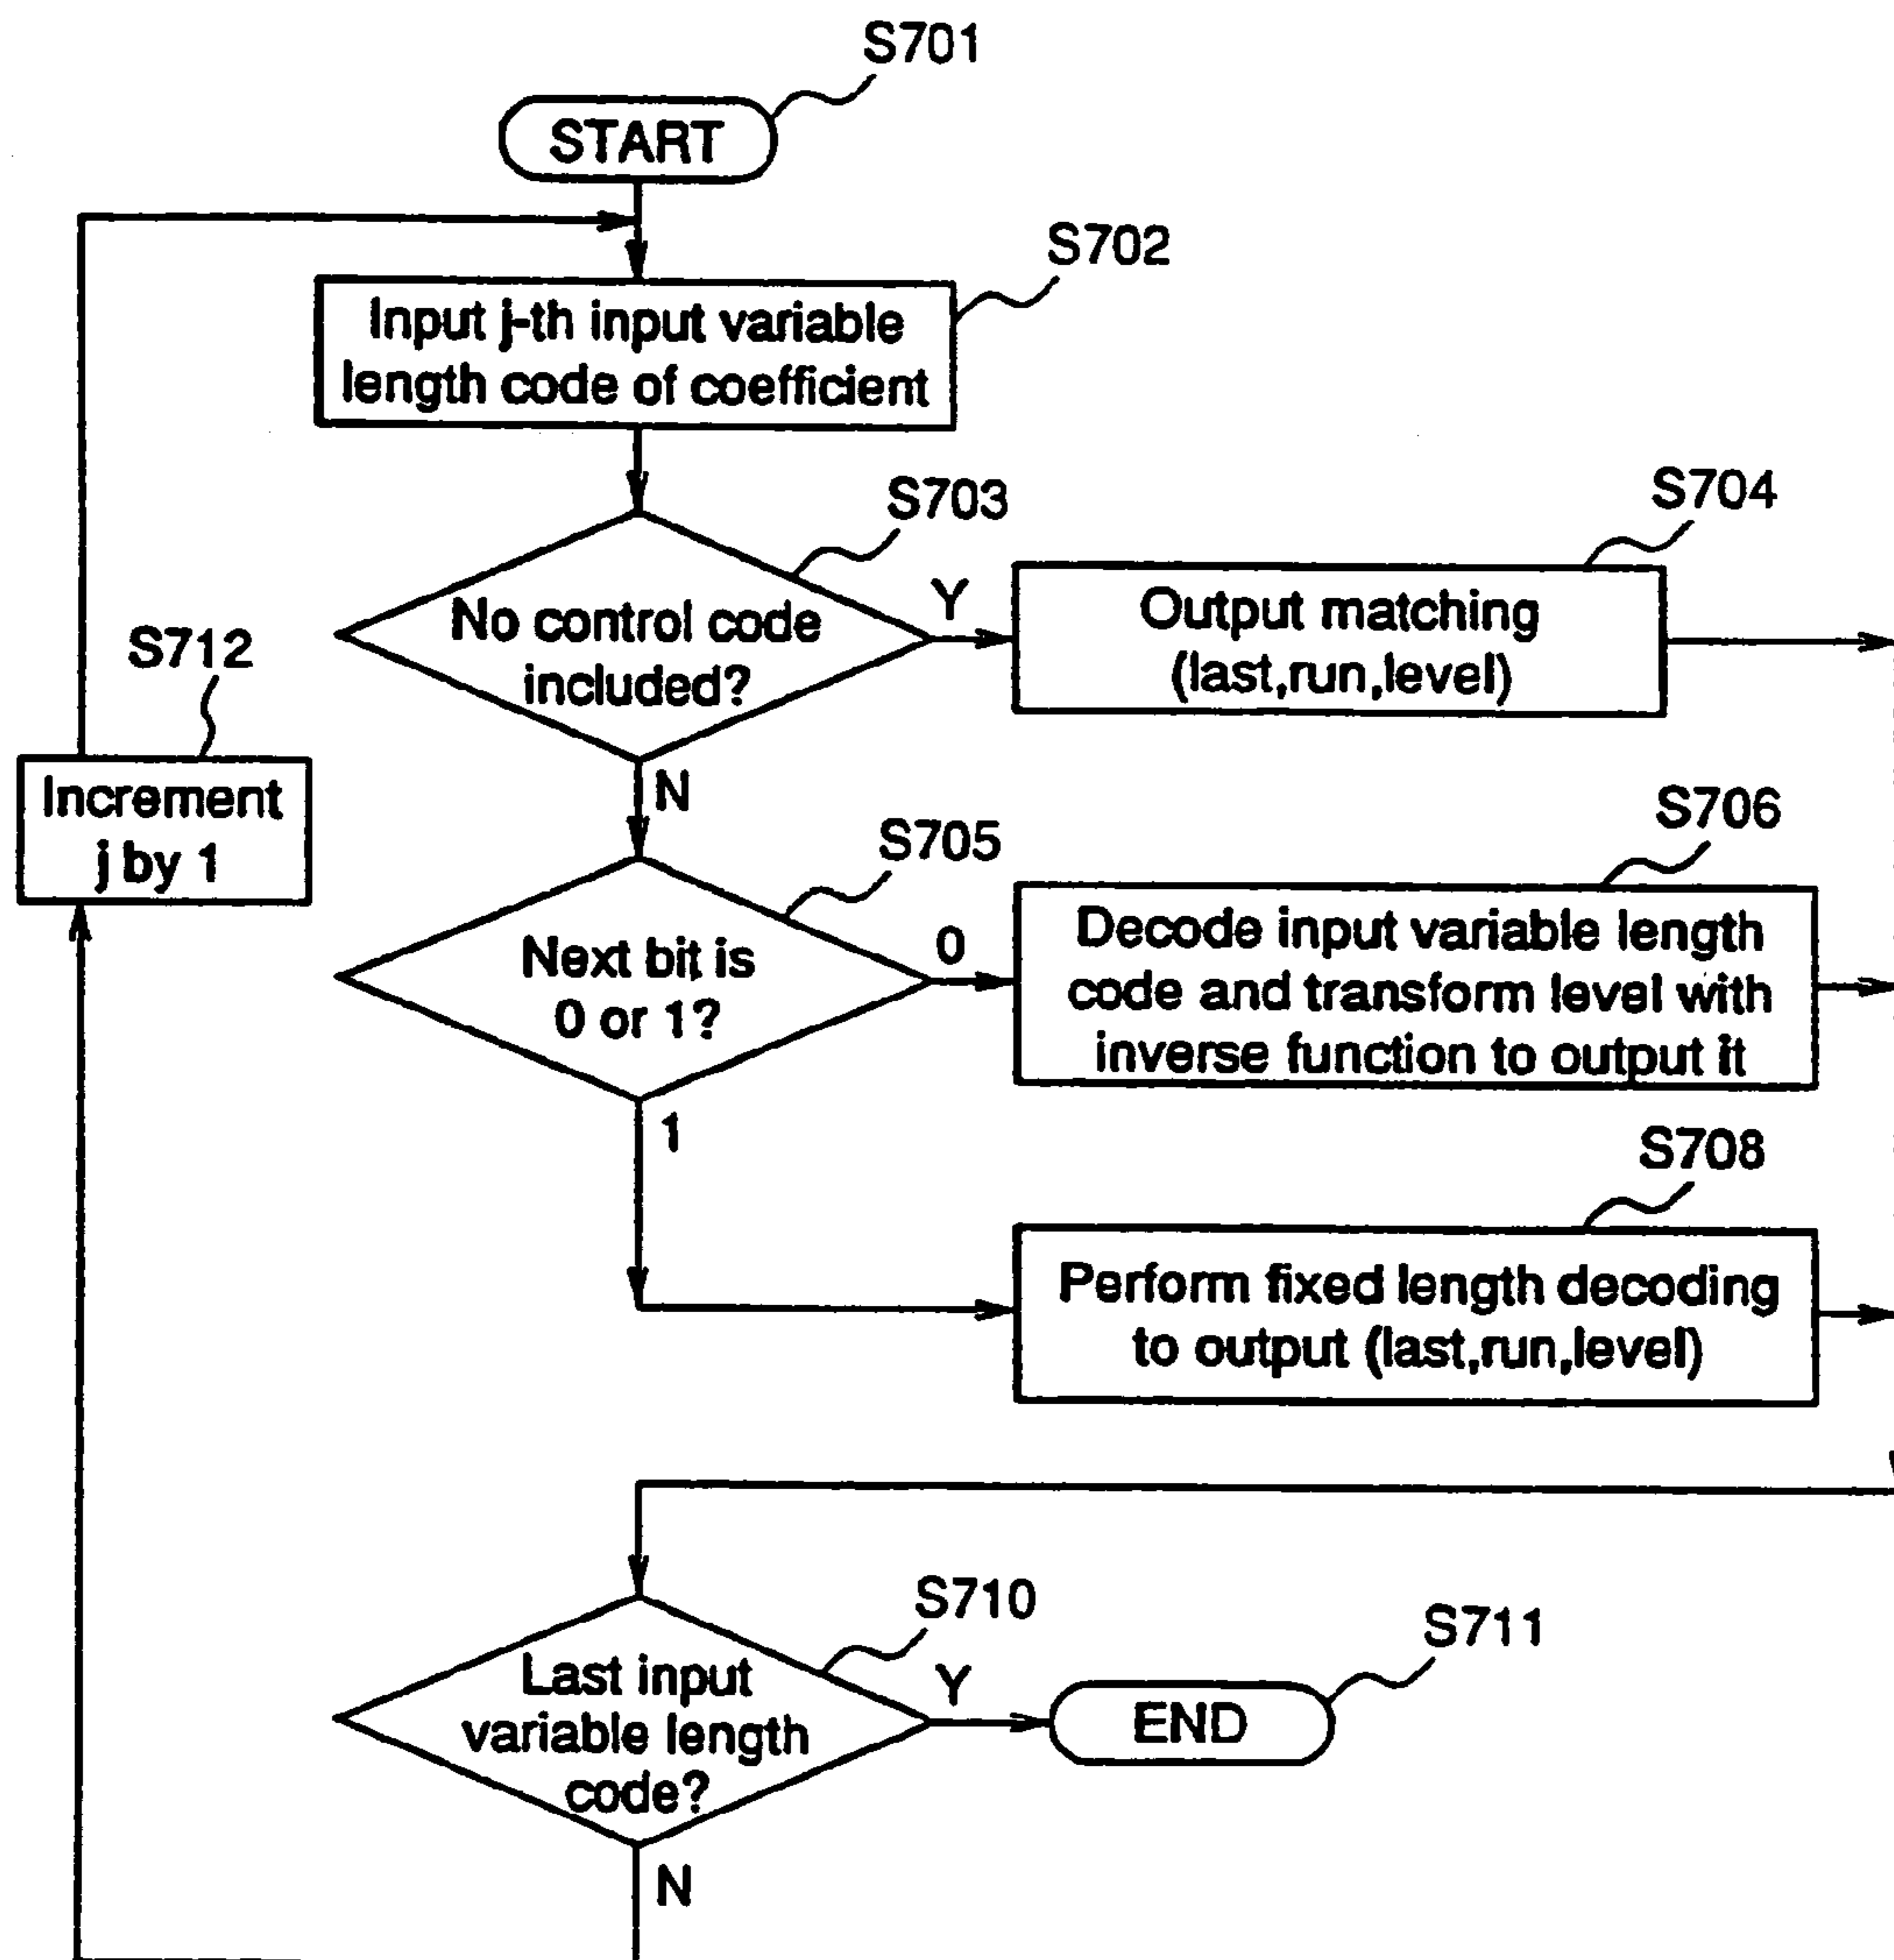 S701
START
S702
Input j-th input variable
length code of coefficient
S703
No control code
included?
Y
S704
Output matching
(last,run,level)
S712
Increment
j by 1
N
S705
Next bit is
0 or 1?
0
S706
Decode input variable length
code and transform level with
inverse function to output it
1
S708
Perform fixed length decoding
to output (last,run,level)
S710
Last input
variable length
code?
Y
S711
END
N